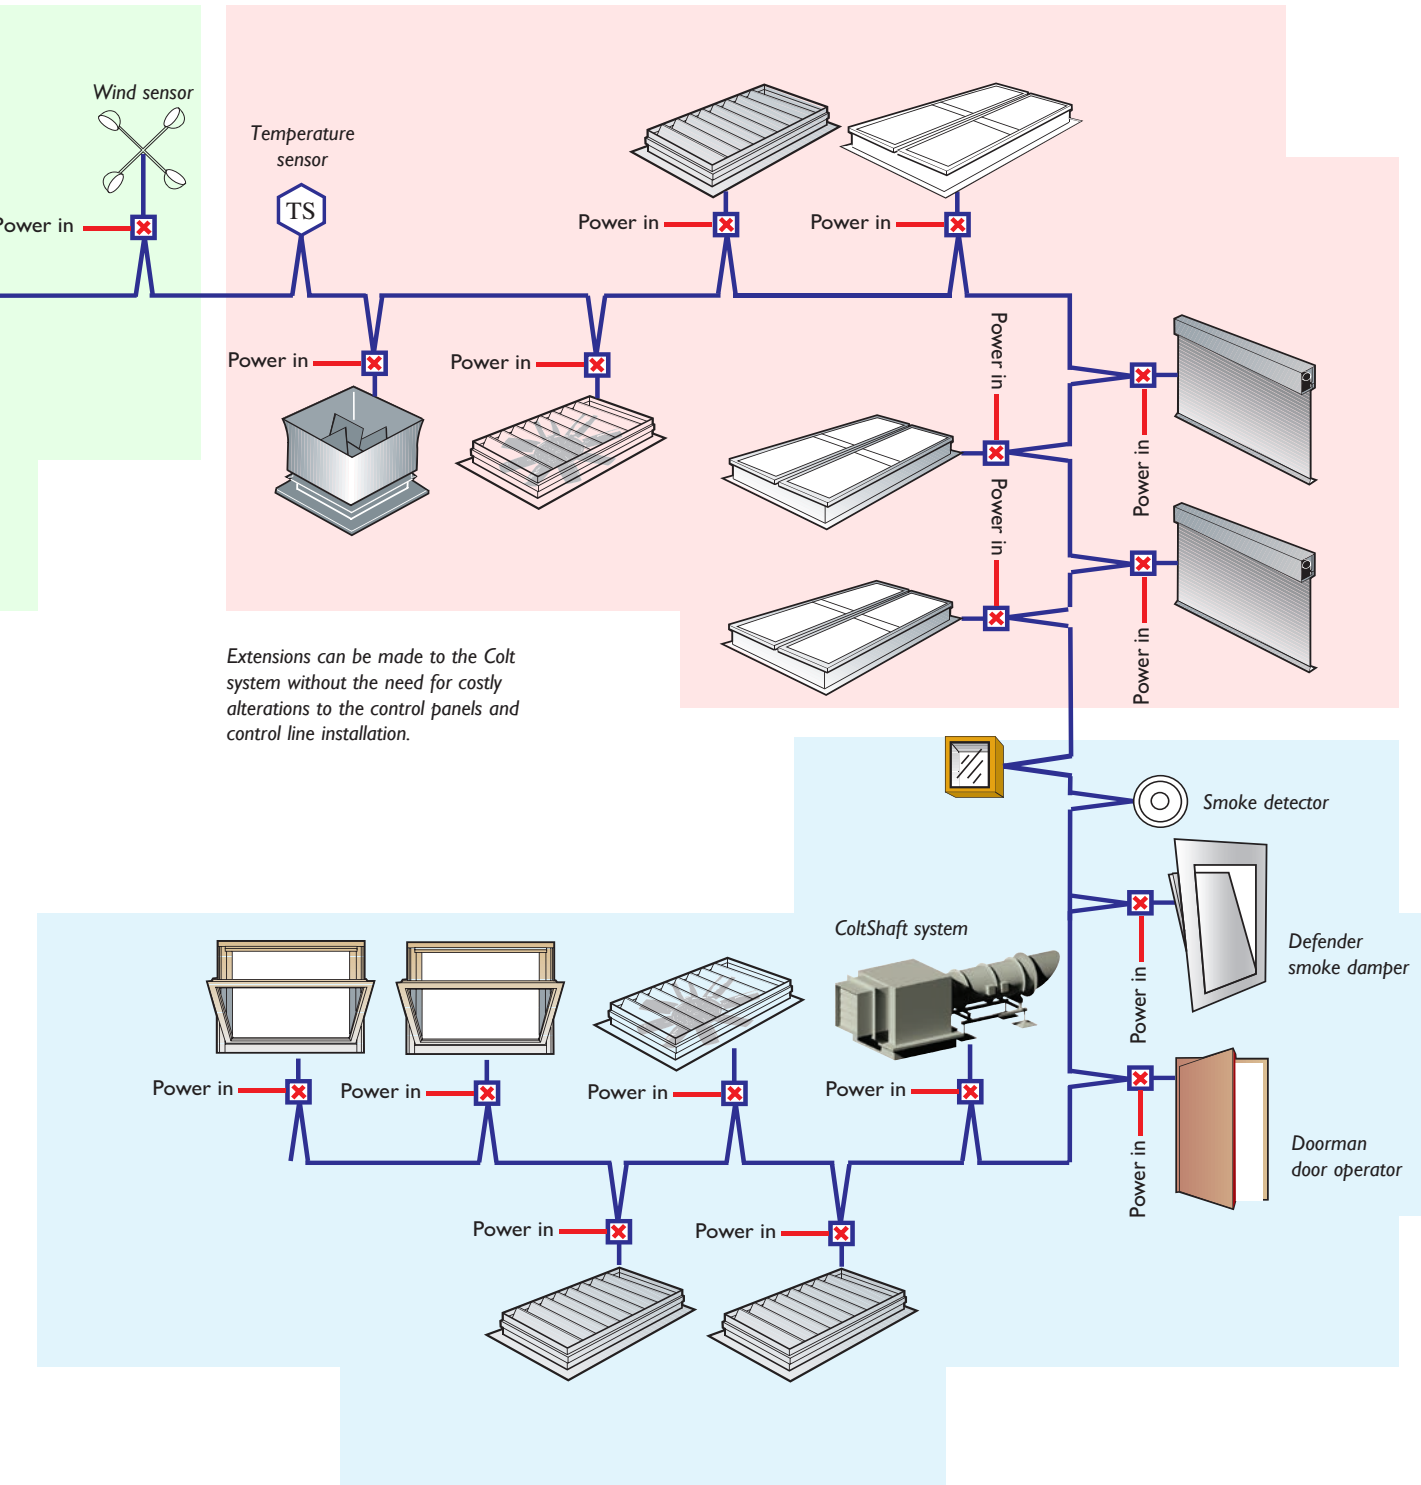 Wind sensor
Temperature
sensor
TS
Power in
Power in
Power in
Power in
Power in
Power in
Power in
Power in
Power in
Power in
Extensions can be made to the Colt
system without the need for costly
alterations to the control panels and
control line installation.
Smoke detector
ColtShaft system
Defender
smoke damper
Power in
Power in
Power in
Power in
Power in
Doorman
door operator
Power in
Power in
Power in